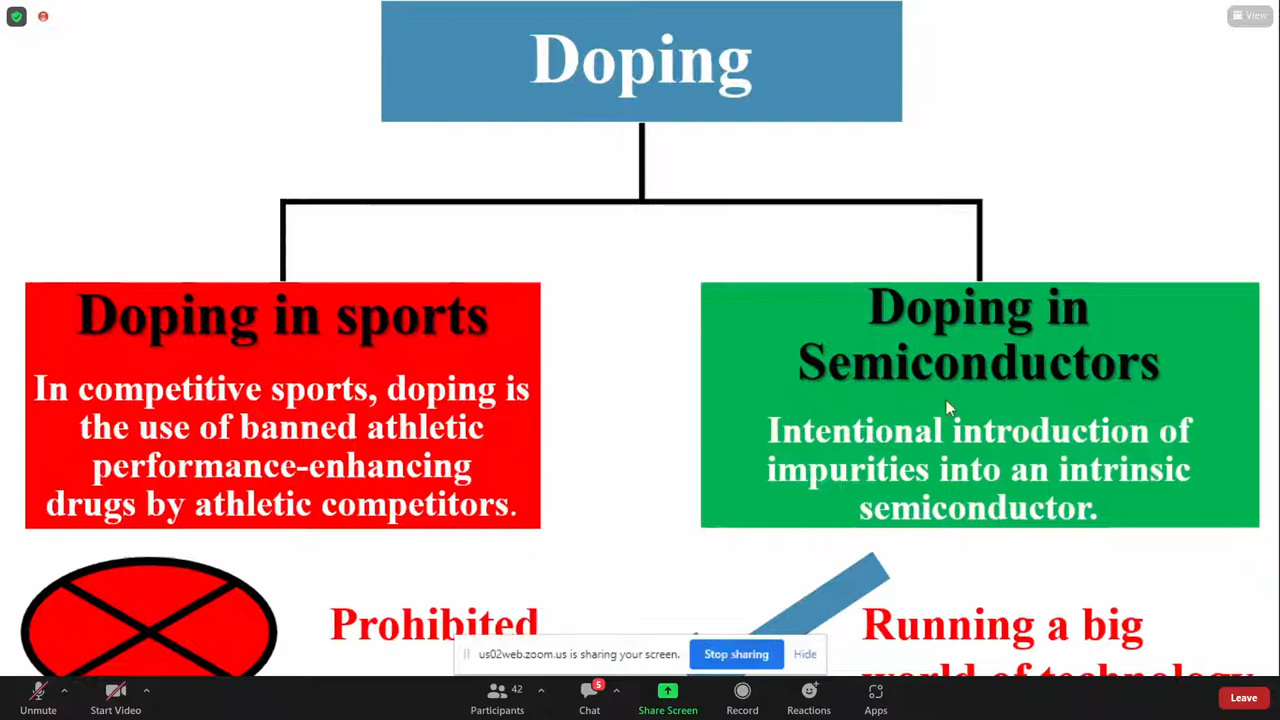 View
Doping
Doping in sports
In competitive sports, doping is
the use of banned athletic
performance-enhancing
drugs by athletic competitors.
Doping in
Semiconductors
Intentional introduction of
impurities into an intrinsic
semiconductor.
Prohibited
Running a big
world of technology
us02web.zoom.us is sharing your screen.
Stop sharing
Hide
Unmute
Start Video
42
Participants
5
Chat
Share Screen
Record
Reactions
Apps
Leave